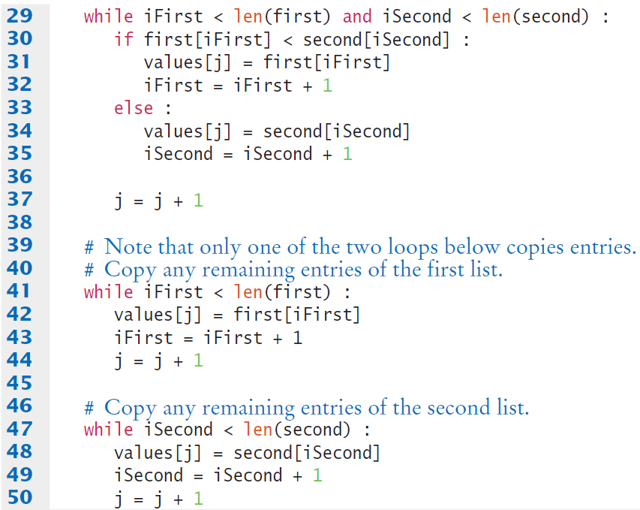 29 while iFirst < len(first) and iSecond < len(second) :
30 if first[iFirst] < second[iSecond] :
31 values[j] = first[iFirst]
32 iFirst = iFirst + 1
33 else :
34 values[j] = second[iSecond]
35 iSecond = iSecond + 1
36
37 j = j + 1
38
39 # Note that only one of the two loops below copies entries.
40 # Copy any remaining entries of the first list.
41 while iFirst < len(first) :
42 values[j] = first[iFirst]
43 iFirst = iFirst + 1
44 j = j + 1
45
46 # Copy any remaining entries of the second list.
47 while iSecond < len(second) :
48 values[j] = second[iSecond]
49 iSecond = iSecond + 1
50 j = j + 1